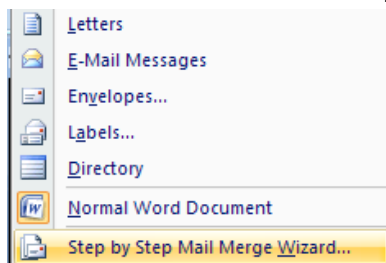 Letters
E-Mail Messages
Envelopes...
Labels...
Directory
Normal Word Document
Step by Step Mail Merge Wizard...